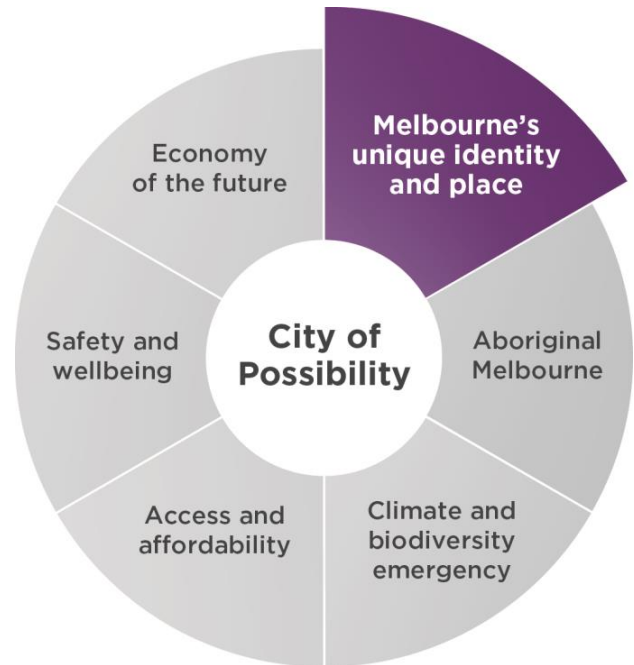 Melbourne’s
unique identity
and place
Aboriginal
Melbourne
Climate and
biodiversity
emergency
Access and
affordability
Safety and
wellbeing
Economy
of the future
City of
Possibility